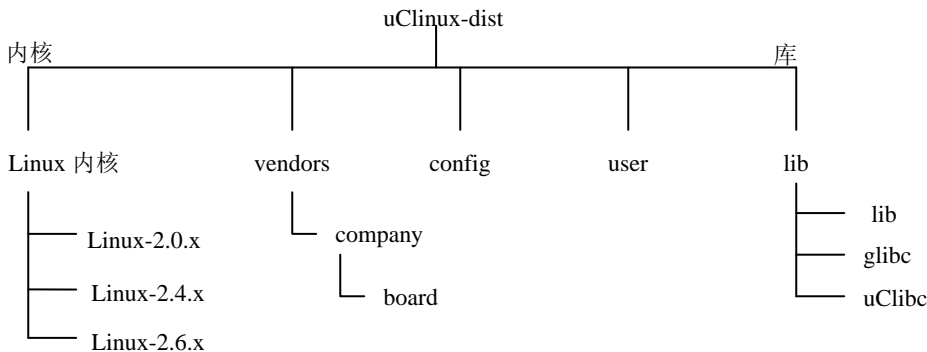 uClinux-dist
内核
库
Linux 内核
vendors
config
user
lib
Linux-2.0.x
Linux-2.4.x
Linux-2.6.x
company
board
lib
glibc
uClibc